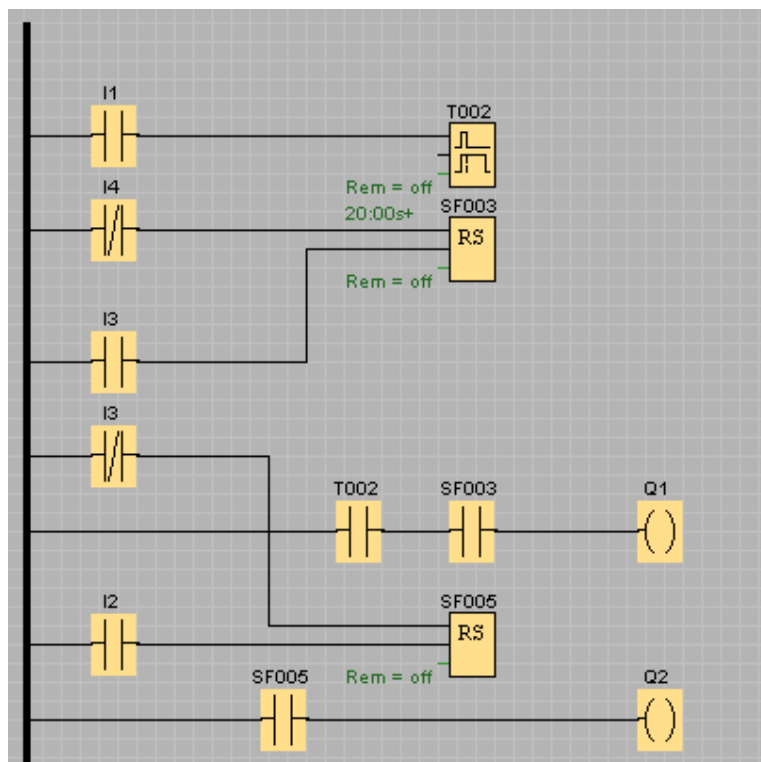 I1
T002
Rem = off
20:00s+
I4
SF003
RS
Rem = off
I3
I3
T002
SF003
Q1
I2
SF005
RS
Rem = off
SF005
Q2